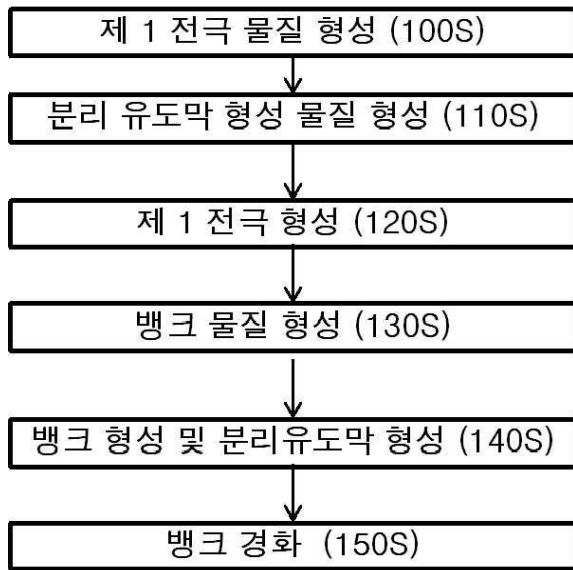 제 1 전극 물질 형성 (100S)
분리 유도막 형성 물질 형성 (110S)
제 1 전극 형성 (120S)
뱅크 물질 형성 (130S)
뱅크 형성 및 분리유도막 형성 (140S)
뱅크 경화 (150S)